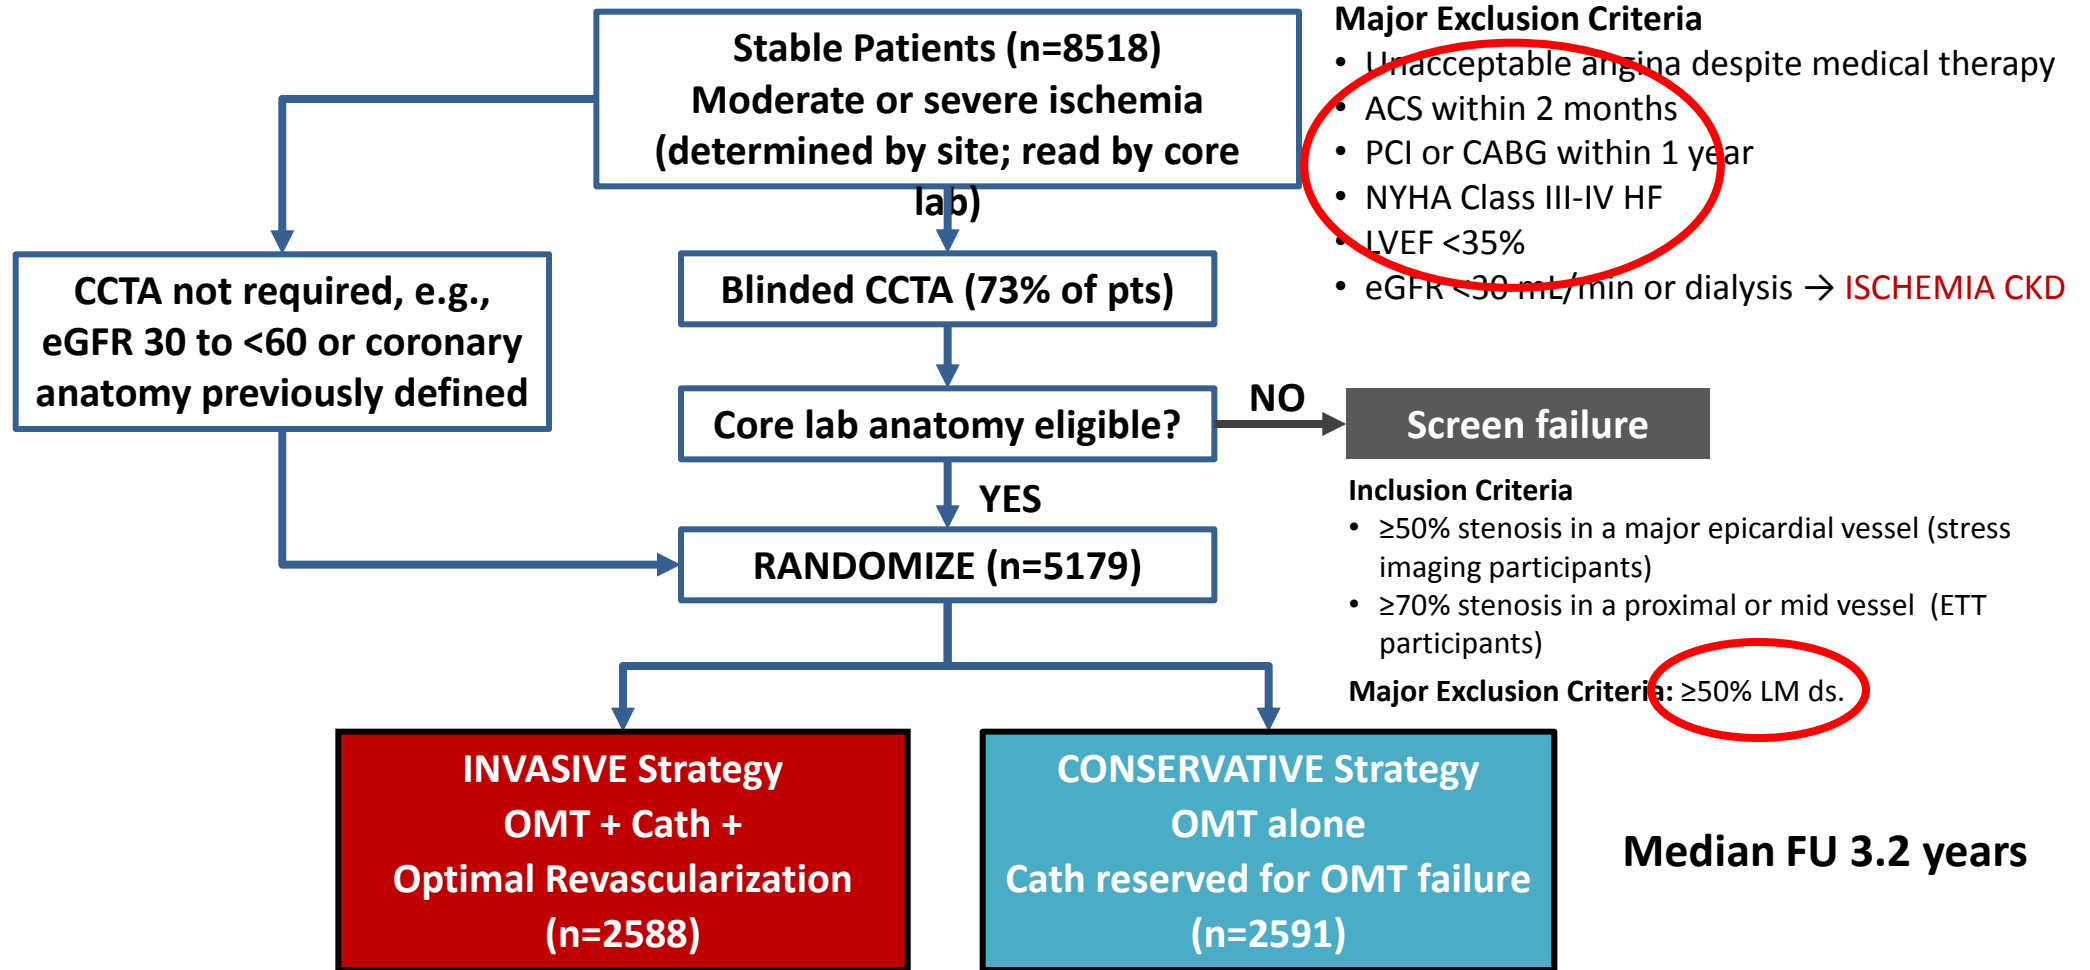 Stable Patients (n=8518)
Moderate or severe ischemia
(determined by site; read by core
lab)
Major Exclusion Criteria
• Unacceptable angina despite medical therapy
• ACS within 2 months
• PCI or CABG within 1 year
• NYHA Class III-IV HF
• LVEF <35%
• eGFR <30 mL/min or dialysis → ISCHEMIA CKD
CCTA not required, e.g.,
eGFR 30 to <60 or coronary
anatomy previously defined
Blinded CCTA (73% of pts)
Core lab anatomy eligible?
NO
Screen failure
YES
Inclusion Criteria
• ≥50% stenosis in a major epicardial vessel (stress
imaging participants)
• ≥70% stenosis in a proximal or mid vessel (ETT
participants)
Major Exclusion Criteria: ≥50% LM ds.
RANDOMIZE (n=5179)
INVASIVE Strategy
OMT + Cath +
Optimal Revascularization
(n=2588)
CONSERVATIVE Strategy
OMT alone
Cath reserved for OMT failure
(n=2591)
Median FU 3.2 years